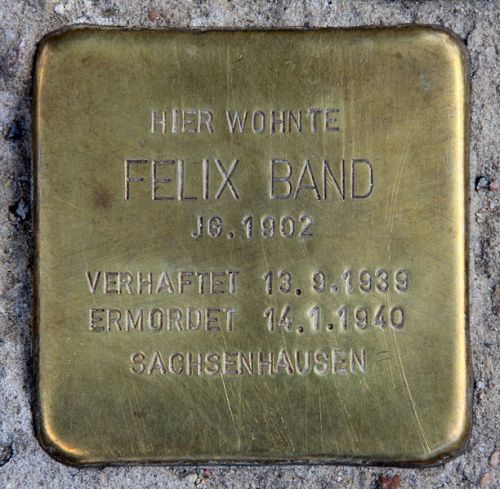 HIER WOHNTE
FELIX BAND
JG. 1902
VERHAFTET 13.9.1939
ERMORDET 14.1.1940
SACHSENHAUSEN